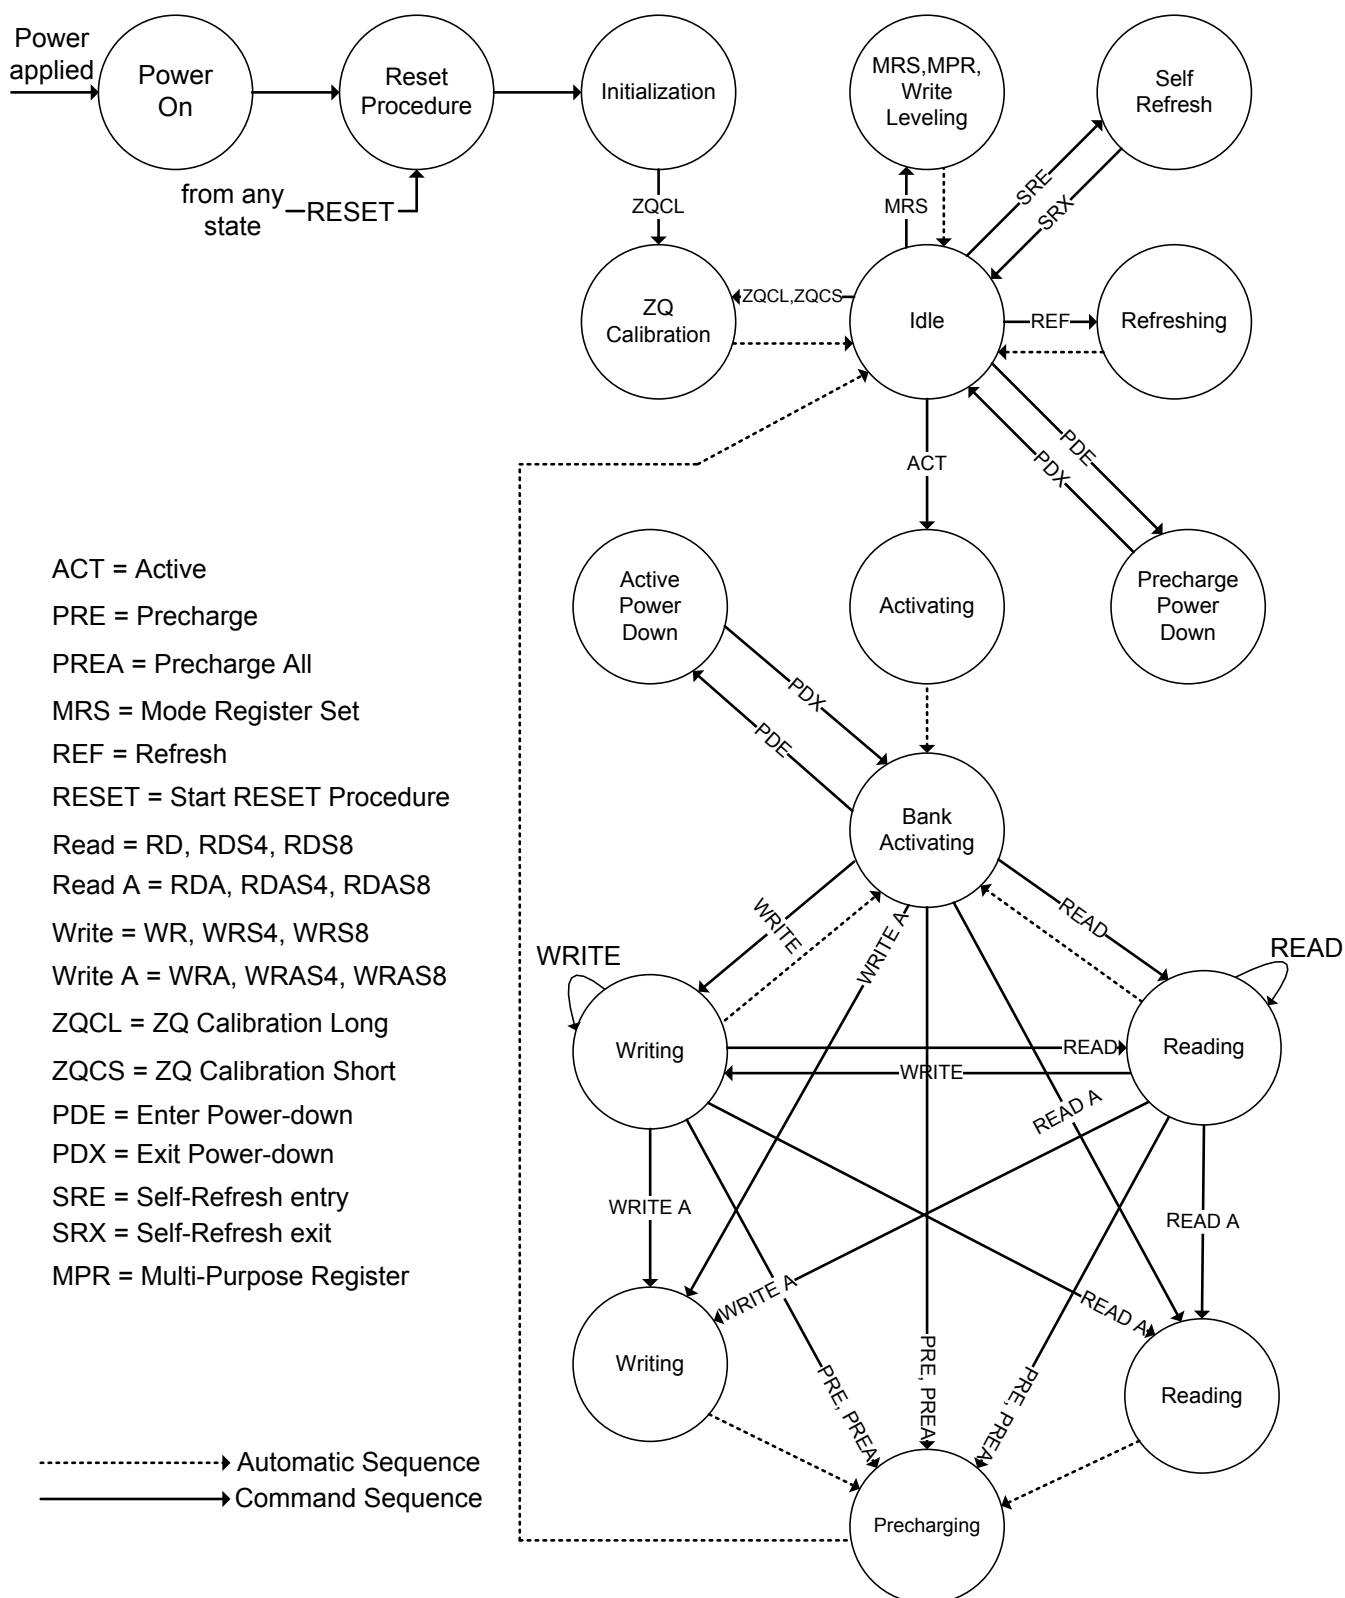 Power
applied
Power
On
Reset
Procedure
Initialization
MRS,MPR,
Write
Leveling
Self
Refresh
from any
state
RESET
ZQCL
MRS
SRE
SRX
ZQ
Calibration
ZQCL,ZQCS
Idle
REF
Refreshing
ACT
PDE
PDX
Active
Power
Down
Activating
Precharge
Power
Down
PDX
PDE
Bank
Activating
ACT = Active
PRE = Precharge
PREA = Precharge All
MRS = Mode Register Set
REF = Refresh
RESET = Start RESET Procedure
Read = RD, RDS4, RDS8
Read A = RDA, RDAS4, RDAS8
Write = WR, WRS4, WRS8
Write A = WRA, WRAS4, WRAS8
ZQCL = ZQ Calibration Long
ZQCS = ZQ Calibration Short
PDE = Enter Power-down
PDX = Exit Power-down
SRE = Self-Refresh entry
SRX = Self-Refresh exit
MPR = Multi-Purpose Register
WRITE
WRITE
WRITE A
READ
READ
Writing
READ
WRITE
Reading
READ A
WRITE A
READ A
WRITE A
READ A
Writing
PRE, PREA
PRE, PREA
PRE, PREA
Reading
Precharging
Automatic Sequence
Command Sequence